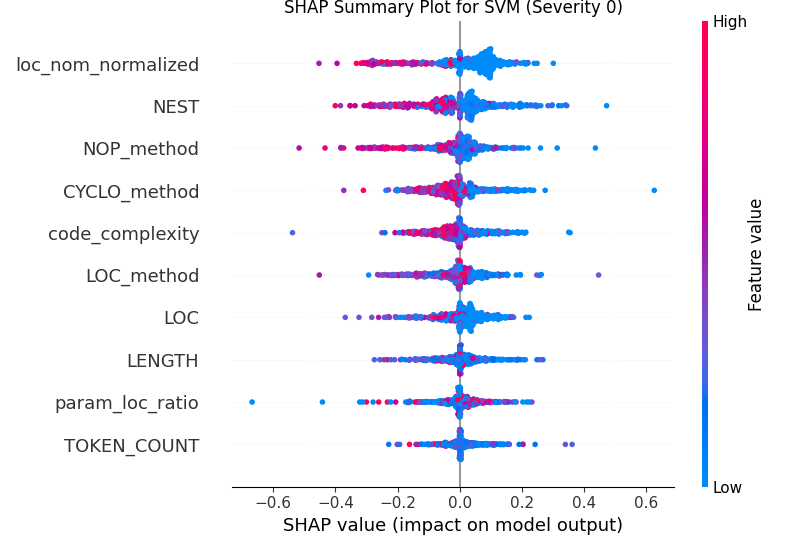 SHAP Summary Plot for SVM (Severity 0)
High
loc_nom_normalized
NEST
NOP_method
CYCLO_method
code_complexity
LOC_method
LOC
LENGTH
param_loc_ratio
TOKEN_COUNT
Feature value
Low
−0.6 −0.4 −0.2 0.0 0.2 0.4 0.6
SHAP value (impact on model output)